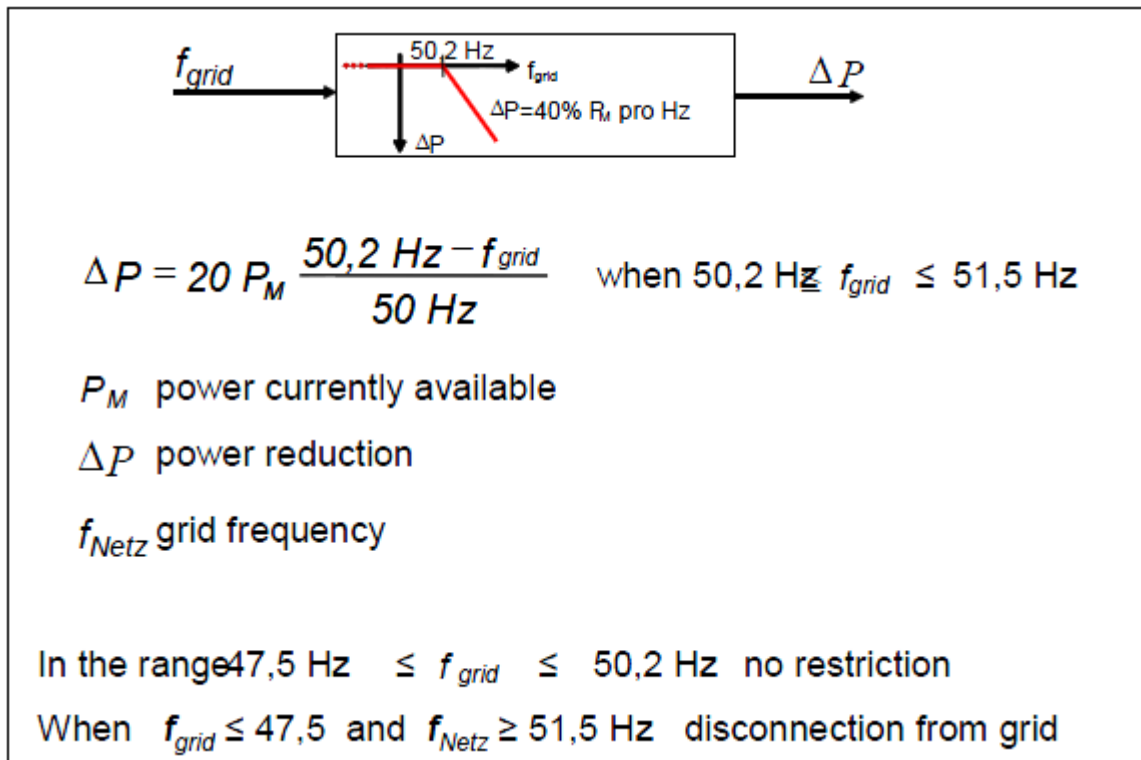 50,2 Hz
f_grid
f_grid
ΔP
ΔP=40% P_M pro Hz
ΔP
ΔP = 20 P_M (50,2 Hz − f_grid) / 50 Hz when 50,2 Hz ≤ f_grid ≤ 51,5 Hz
P_M power currently available
ΔP power reduction
f_Netz grid frequency
In the range 47,5 Hz ≤ f_grid ≤ 50,2 Hz no restriction
When f_grid ≤ 47,5 and f_Netz ≥ 51,5 Hz disconnection from grid